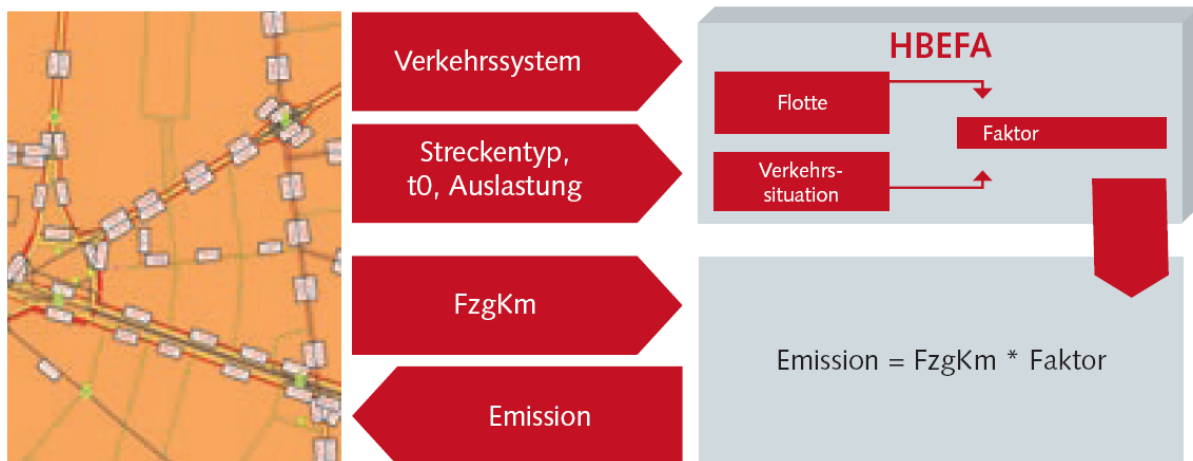 Verkehrssystem
Streckentyp,
t0, Auslastung
FzgKm
Emission
HBEFA
Flotte
Verkehrs-
situation
Faktor
Emission = FzgKm * Faktor